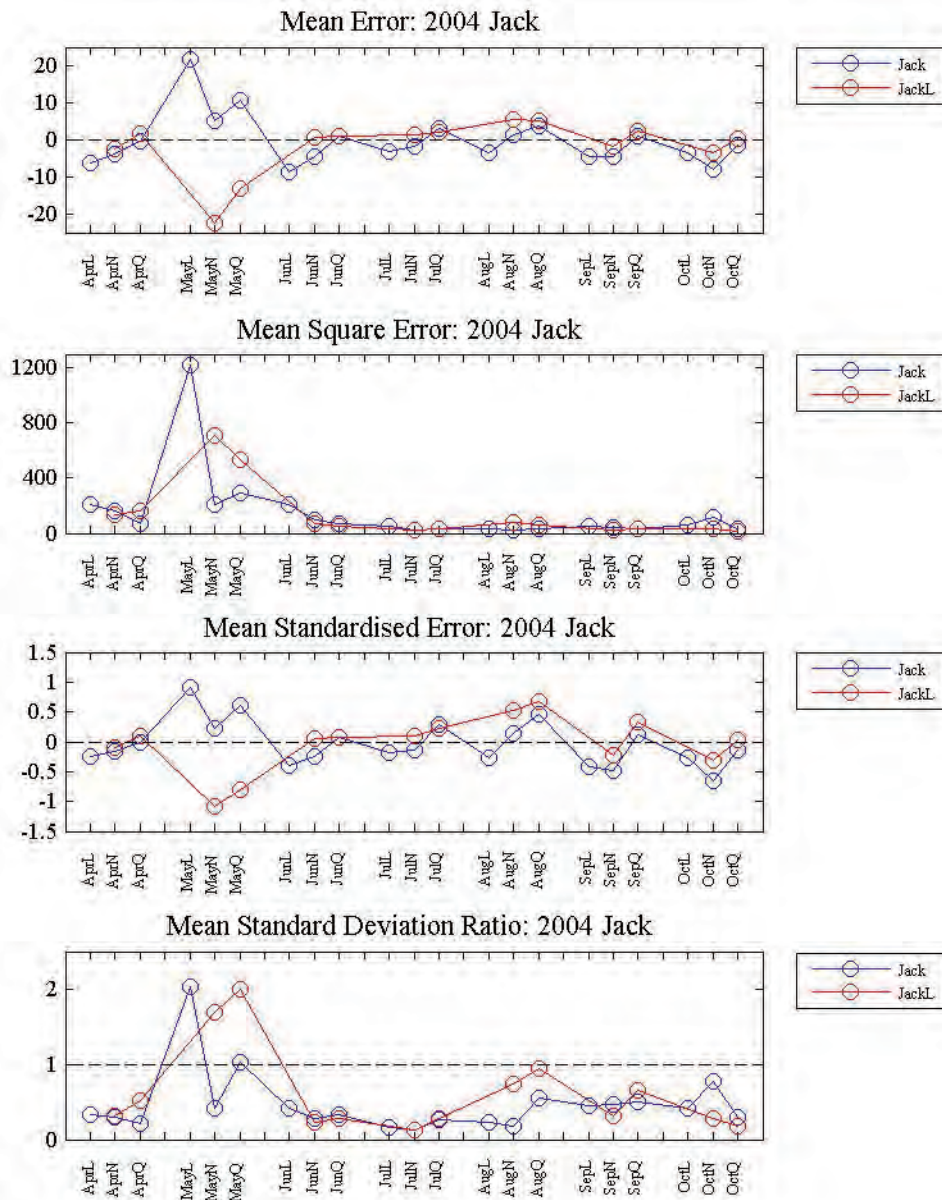 Mean Error: 2004 Jack
20
10
0
-10
-20
Jack
JackL
AprL AprN AprQ MayL MayN MayQ JunL JunN JunQ JulL JulN JulQ AugL AugN AugQ SepL SepN SepQ OctL OctN OctQ
Mean Square Error: 2004 Jack
1200
800
400
0
Jack
JackL
AprL AprN AprQ MayL MayN MayQ JunL JunN JunQ JulL JulN JulQ AugL AugN AugQ SepL SepN SepQ OctL OctN OctQ
Mean Standardised Error: 2004 Jack
1.5
1
0.5
0
-0.5
-1
-1.5
Jack
JackL
AprL AprN AprQ MayL MayN MayQ JunL JunN JunQ JulL JulN JulQ AugL AugN AugQ SepL SepN SepQ OctL OctN OctQ
Mean Standard Deviation Ratio: 2004 Jack
2
1
0
Jack
JackL
AprL AprN AprQ MayL MayN MayQ JunL JunN JunQ JulL JulN JulQ AugL AugN AugQ SepL SepN SepQ OctL OctN OctQ